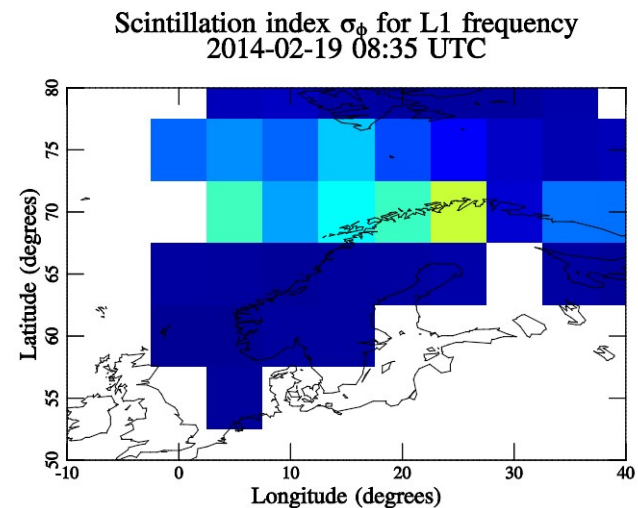 Scintillation index σϕ for L1 frequency
2014-02-19 08:35 UTC
80
75
70
65
60
55
50
Latitude (degrees)
-10 0 10 20 30 40
Longitude (degrees)